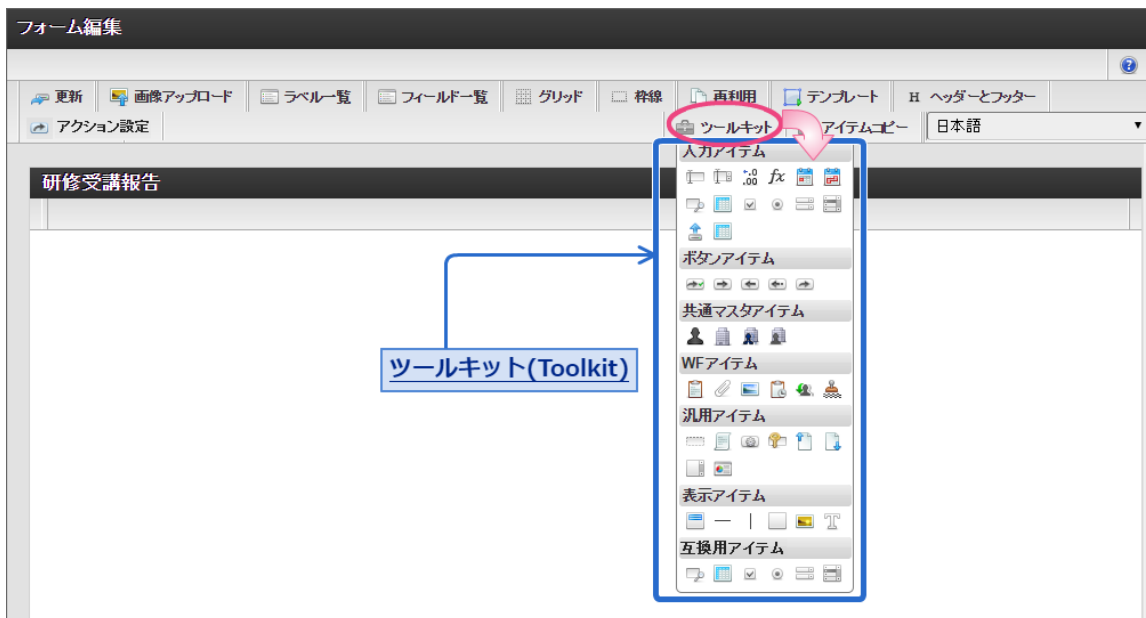 フォーム編集
更新 画像アップロード ラベル一覧 フィールド一覧 グリッド 枠線 再利用 テンプレート H ヘッダーとフッター
アクション設定 ツールキット アイテムコピー 日本語
研修受講報告
入力アイテム
ボタンアイテム
共通マスタアイテム
WFアイテム
汎用アイテム
表示アイテム
互換用アイテム
ツールキット(Toolkit)